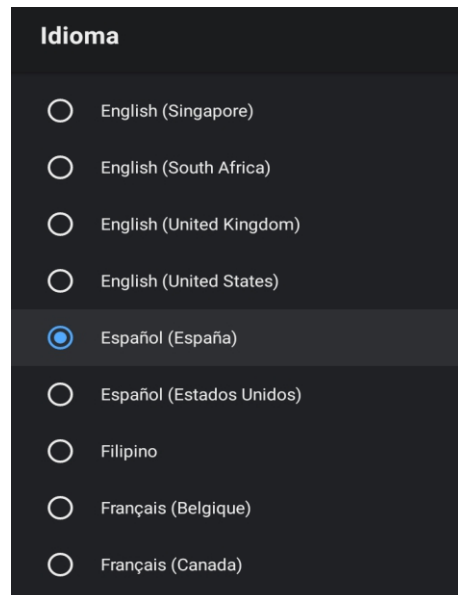 Idioma
English (Singapore)
English (South Africa)
English (United Kingdom)
English (United States)
Español (España)
Español (Estados Unidos)
Filipino
Français (Belgique)
Français (Canada)